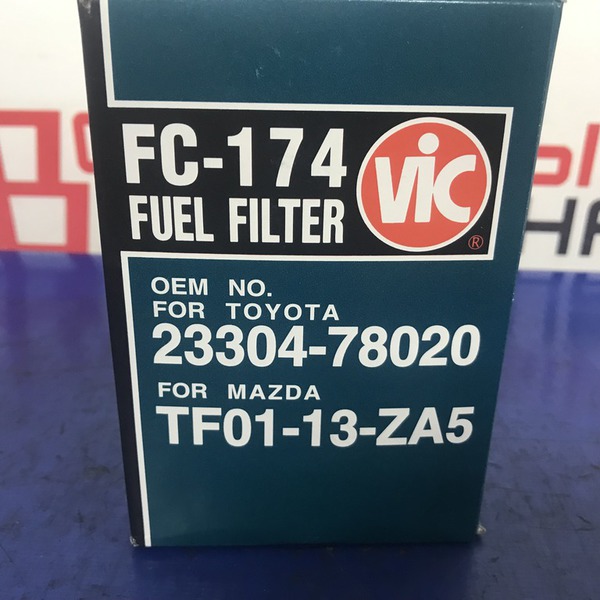 FC-174
FUEL FILTER
VIC
®
OEM NO.
FOR TOYOTA
23304-78020
FOR MAZDA
TF01-13-ZA5